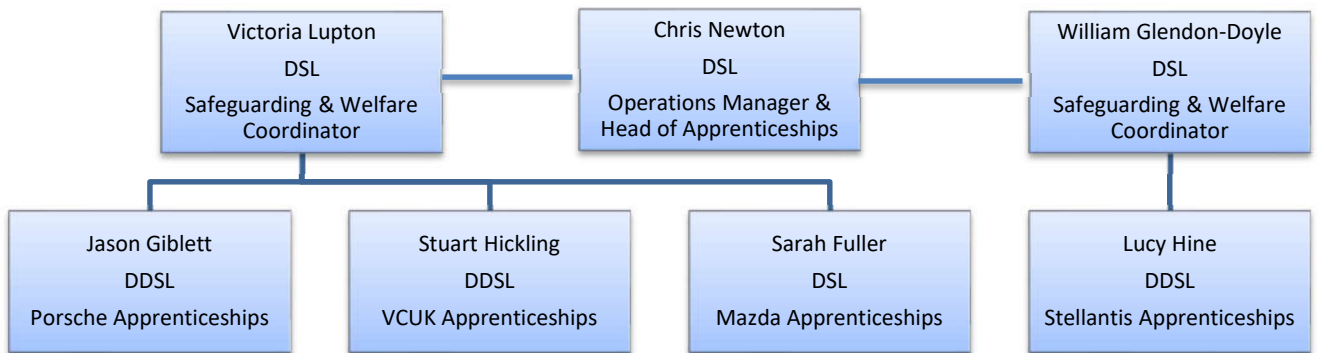 Victoria Lupton
DSL
Safeguarding & Welfare
Coordinator
Chris Newton
DSL
Operations Manager &
Head of Apprenticeships
William Glendon-Doyle
DSL
Safeguarding & Welfare
Coordinator
Jason Giblett
DDSL
Porsche Apprenticeships
Stuart Hickling
DDSL
VCUK Apprenticeships
Sarah Fuller
DSL
Mazda Apprenticeships
Lucy Hine
DDSL
Stellantis Apprenticeships